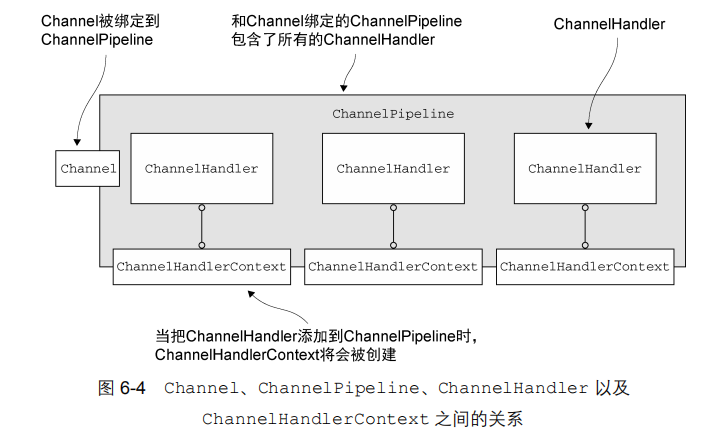 Channel被绑定到
ChannelPipeline
和Channel绑定的ChannelPipeline
包含了所有的ChannelHandler
ChannelHandler
ChannelPipeline
Channel
ChannelHandler
ChannelHandler
ChannelHandler
ChannelHandlerContext
ChannelHandlerContext
ChannelHandlerContext
当把ChannelHandler添加到ChannelPipeline时，
ChannelHandlerContext将会被创建
图 6-4 Channel、ChannelPipeline、ChannelHandler 以及
ChannelHandlerContext 之间的关系